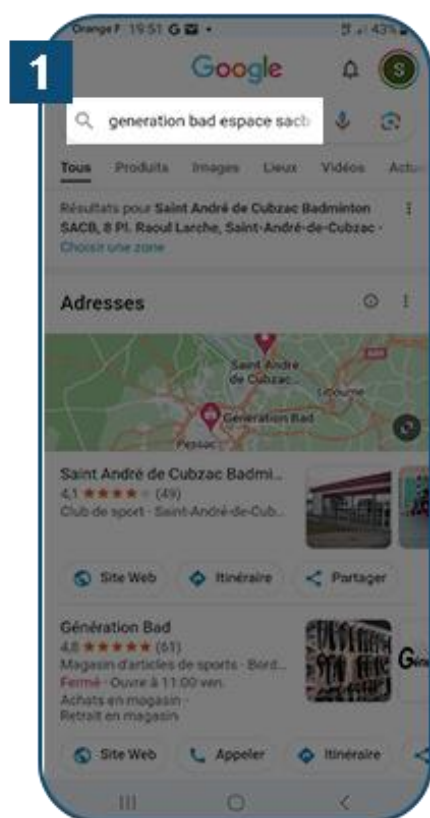 Orange F 19:51
43%
1
Google
S
generation bad espace sacb
Tous Produits Images Lieux Vidéos Actu
Résultats pour Saint André de Cubzac Badminton
SACB, 8 Pl. Raoul Larche, Saint-André-de-Cubzac -
Choisir une zone
Adresses
Saint André
de Cubzac...
Libourne
Génération Bad
Pessac
Saint André de Cubzac Badmi...
4,1 ★★★★★ (49)
Club de sport · Saint-André-de-Cub...
Site Web Itinéraire Partager
Génération Bad
4,8 ★★★★★ (61)
Magasin d'articles de sports · Bord...
Fermé · Ouvre à 11:00 ven.
Achats en magasin ·
Retrait en magasin
Site Web Appeler Itinéraire